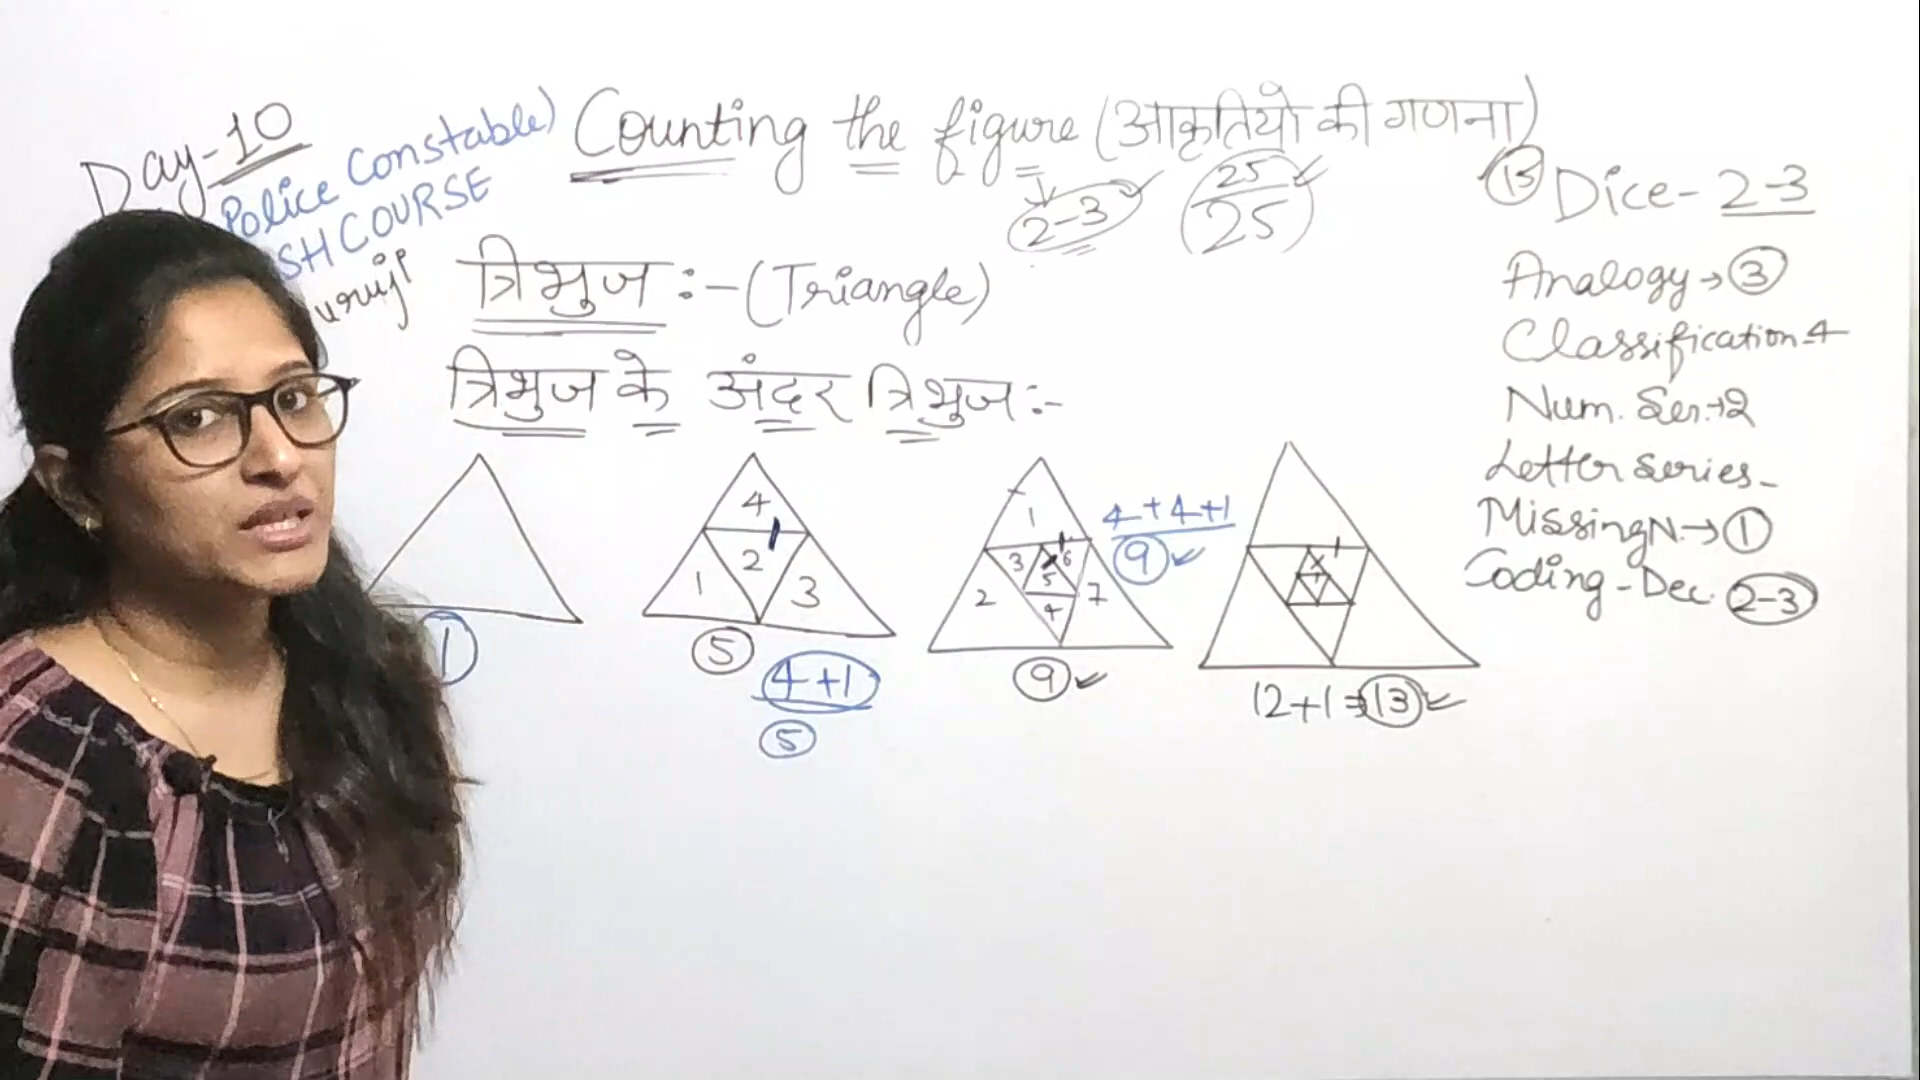 Day-10
Police Constable)
SH COURSE
uruji
Counting the figure (आकृतियो की गणना)
2-3
25
25
त्रिभुज :- (Triangle)
त्रिभुज के अंदर त्रिभुज :-
1
4
2
1
3
5
4+1
5
1
3
6
5
2
4
7
9
4+4+1
9
12+1=13
15
Dice- 2-3
Analogy→3
Classification-4
Num. Ser.→2
Letter Series-
Missing N.→1
Coding-Dec. 2-3